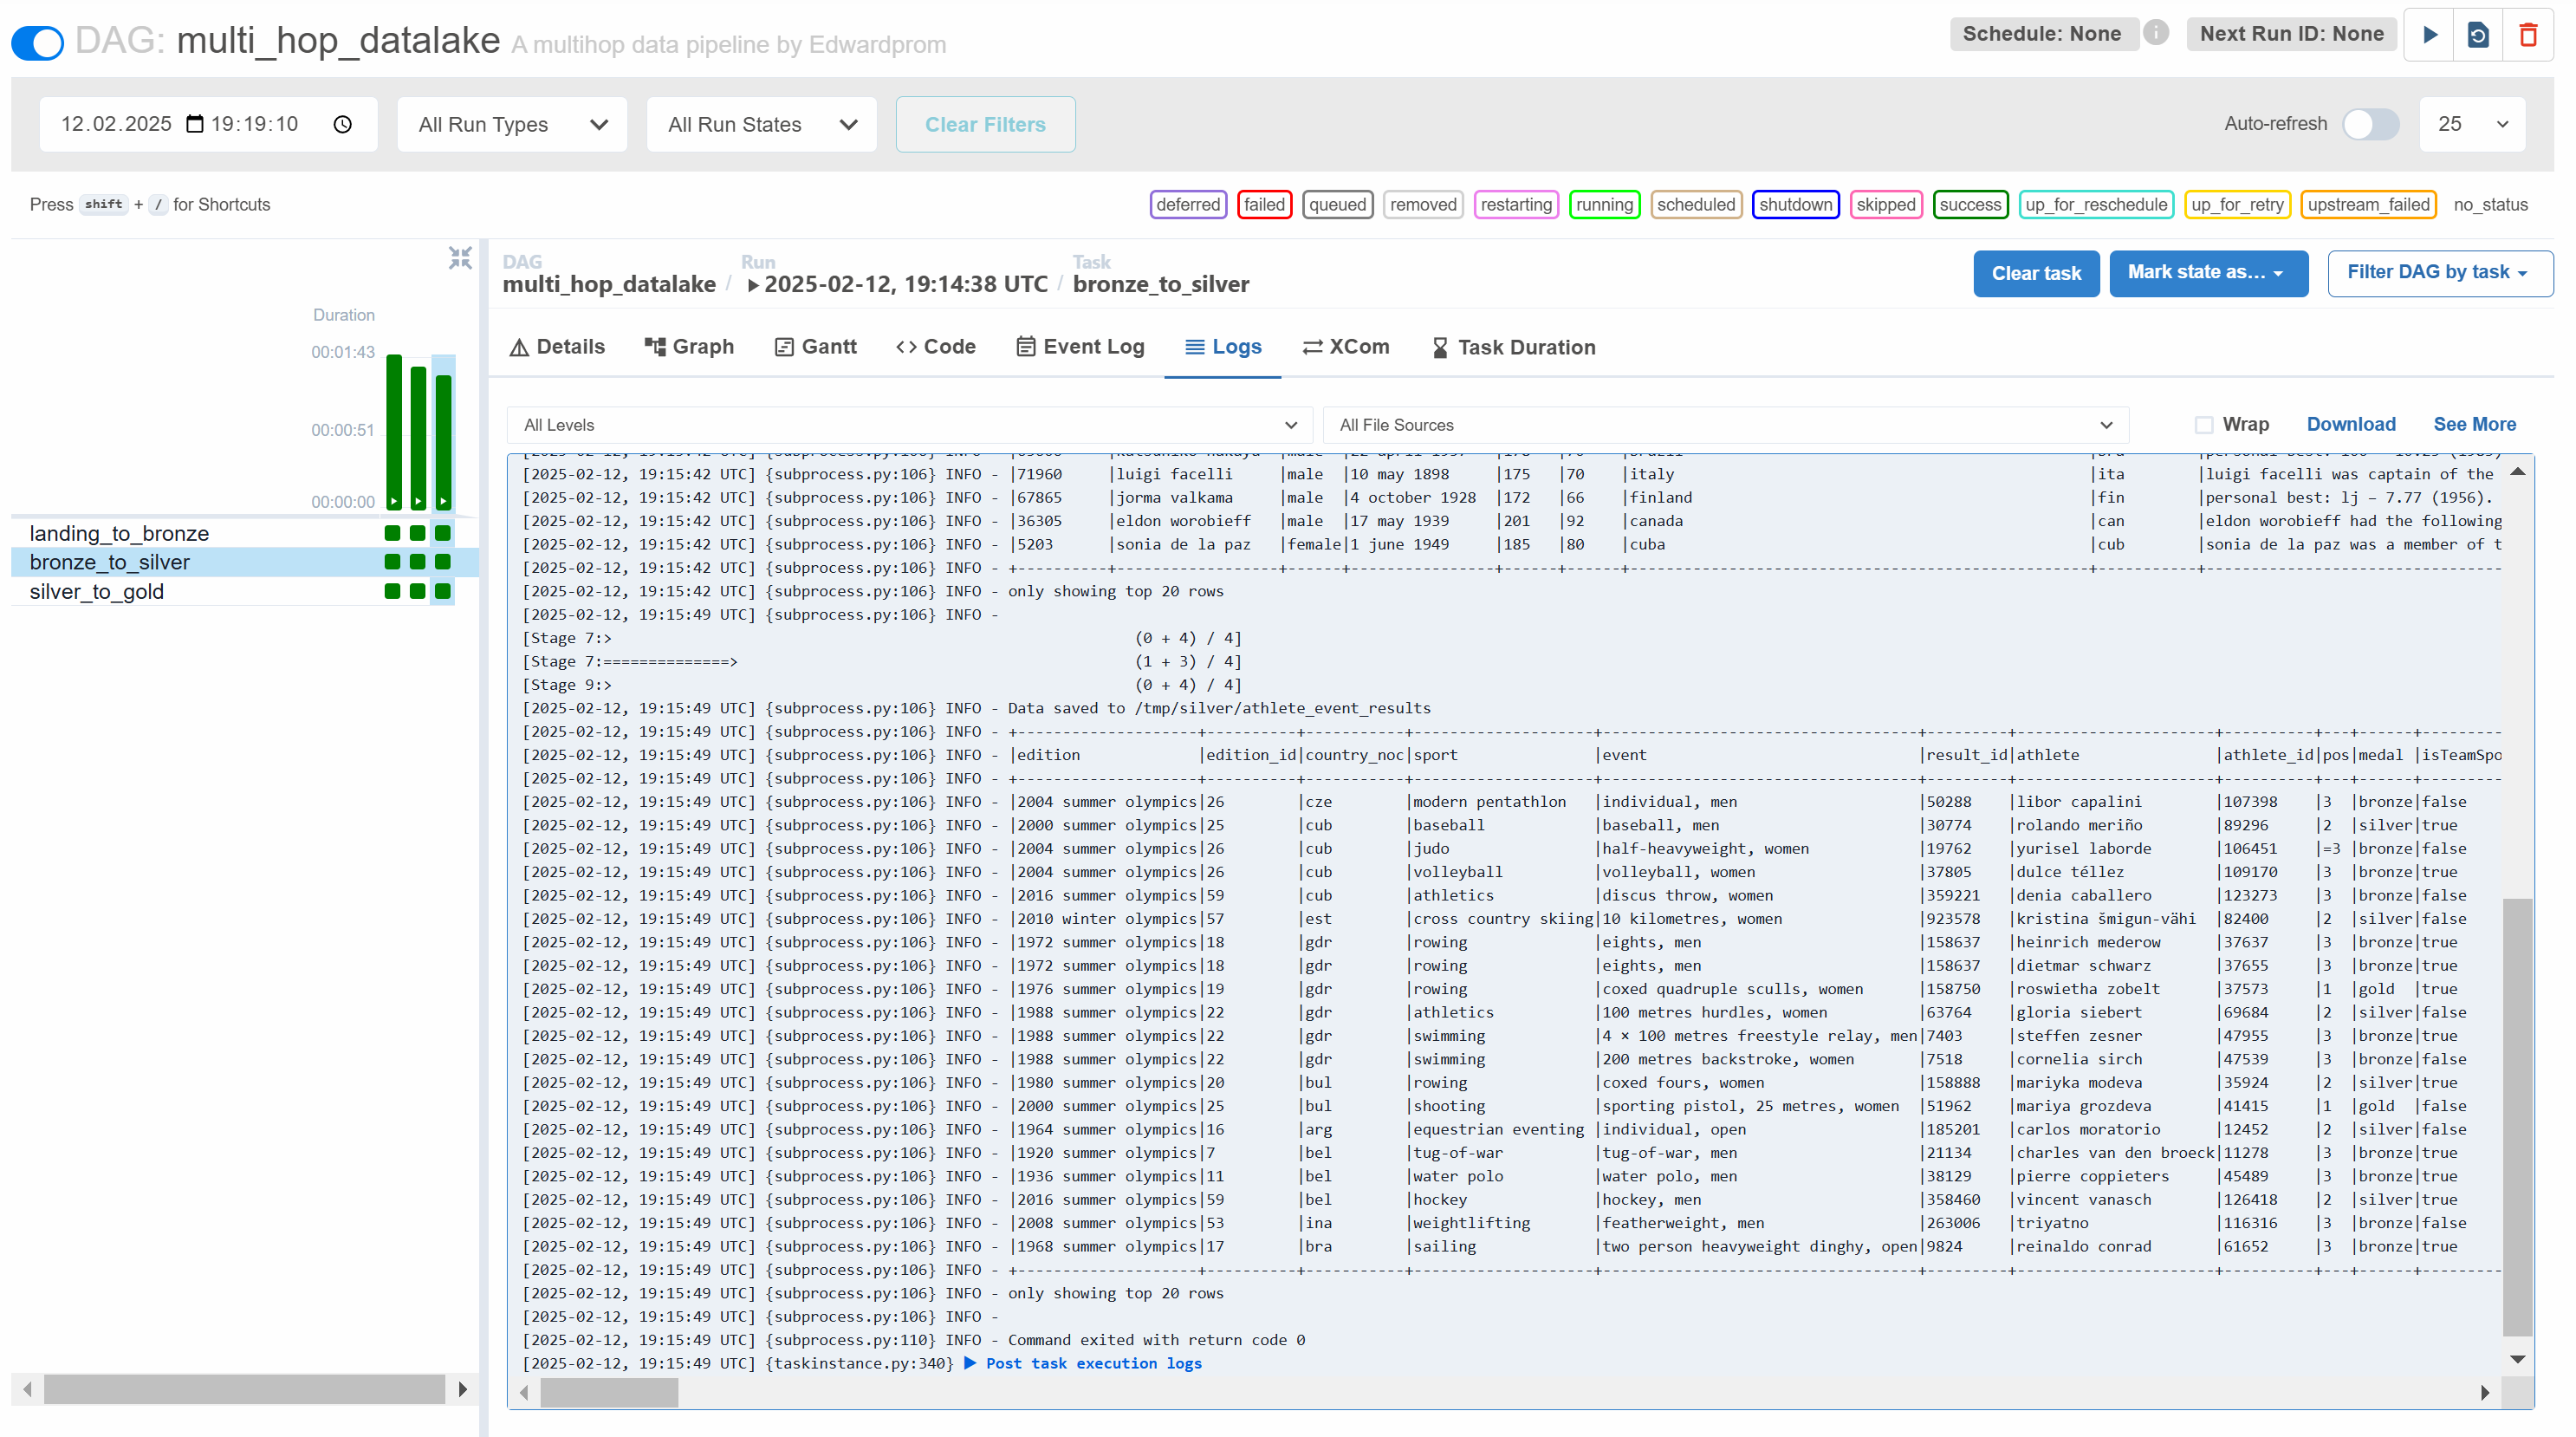 DAG: multi_hop_datalake A multihop data pipeline by Edwardprom
Schedule: None
Next Run ID: None
12.02.2025 19:19:10
All Run Types
All Run States
Clear Filters
Auto-refresh
25
Press shift + / for Shortcuts
deferred failed queued removed restarting running scheduled shutdown skipped success up_for_reschedule up_for_retry upstream_failed no_status
Duration
00:01:43
00:00:51
00:00:00
landing_to_bronze
bronze_to_silver
silver_to_gold
DAG Run Task
multi_hop_datalake / 2025-02-12, 19:14:38 UTC / bronze_to_silver
Clear task
Mark state as...
Filter DAG by task
Details Graph Gantt Code Event Log Logs XCom Task Duration
All Levels
All File Sources
Wrap
Download
See More
[2025-02-12, 19:15:42 UTC] {subprocess.py:106} INFO - |71960 |luigi facelli |male |10 may 1898 |175 |70 |italy |ita |luigi facelli was captain of the
[2025-02-12, 19:15:42 UTC] {subprocess.py:106} INFO - |67865 |jorma valkama |male |4 october 1928 |172 |66 |finland |fin |personal best: lj – 7.77 (1956).
[2025-02-12, 19:15:42 UTC] {subprocess.py:106} INFO - |36305 |eldon worobieff |male |17 may 1939 |201 |92 |canada |can |eldon worobieff had the following
[2025-02-12, 19:15:42 UTC] {subprocess.py:106} INFO - |5203 |sonia de la paz |female|1 june 1949 |185 |80 |cuba |cub |sonia de la paz was a member of t
[2025-02-12, 19:15:42 UTC] {subprocess.py:106} INFO - +----------+------------------+------+----------------+------+------+---------------------------------------------------+-----------+---------------------------------
[2025-02-12, 19:15:42 UTC] {subprocess.py:106} INFO - only showing top 20 rows
[2025-02-12, 19:15:49 UTC] {subprocess.py:106} INFO -
[Stage 7:> (0 + 4) / 4]
[Stage 7:==============> (1 + 3) / 4]
[Stage 9:> (0 + 4) / 4]
[2025-02-12, 19:15:49 UTC] {subprocess.py:106} INFO - Data saved to /tmp/silver/athlete_event_results
[2025-02-12, 19:15:49 UTC] {subprocess.py:106} INFO - +--------------------+----------+-----------+--------------------+-----------------------------------+---------+----------------------+----------+---+------+---------
[2025-02-12, 19:15:49 UTC] {subprocess.py:106} INFO - |edition |edition_id|country_noc|sport |event |result_id|athlete |athlete_id|pos|medal |isTeamSpo
[2025-02-12, 19:15:49 UTC] {subprocess.py:106} INFO - +--------------------+----------+-----------+--------------------+-----------------------------------+---------+----------------------+----------+---+------+---------
[2025-02-12, 19:15:49 UTC] {subprocess.py:106} INFO - |2004 summer olympics|26 |cze |modern pentathlon |individual, men |50288 |libor capalini |107398 |3 |bronze|false
[2025-02-12, 19:15:49 UTC] {subprocess.py:106} INFO - |2000 summer olympics|25 |cub |baseball |baseball, men |30774 |rolando meriño |89296 |2 |silver|true
[2025-02-12, 19:15:49 UTC] {subprocess.py:106} INFO - |2004 summer olympics|26 |cub |judo |half-heavyweight, women |19762 |yurisel laborde |106451 |=3 |bronze|false
[2025-02-12, 19:15:49 UTC] {subprocess.py:106} INFO - |2004 summer olympics|26 |cub |volleyball |volleyball, women |37805 |dulce téllez |109170 |3 |bronze|true
[2025-02-12, 19:15:49 UTC] {subprocess.py:106} INFO - |2016 summer olympics|59 |cub |athletics |discus throw, women |359221 |denia caballero |123273 |3 |bronze|false
[2025-02-12, 19:15:49 UTC] {subprocess.py:106} INFO - |2010 winter olympics|57 |est |cross country skiing|10 kilometres, women |923578 |kristina šmigun-vähi |82400 |2 |silver|false
[2025-02-12, 19:15:49 UTC] {subprocess.py:106} INFO - |1972 summer olympics|18 |gdr |rowing |eights, men |158637 |heinrich mederow |37637 |3 |bronze|true
[2025-02-12, 19:15:49 UTC] {subprocess.py:106} INFO - |1972 summer olympics|18 |gdr |rowing |eights, men |158637 |dietmar schwarz |37655 |3 |bronze|true
[2025-02-12, 19:15:49 UTC] {subprocess.py:106} INFO - |1976 summer olympics|19 |gdr |rowing |coxed quadruple sculls, women |158750 |roswietha zobelt |37573 |1 |gold |true
[2025-02-12, 19:15:49 UTC] {subprocess.py:106} INFO - |1988 summer olympics|22 |gdr |athletics |100 metres hurdles, women |63764 |gloria siebert |69684 |2 |silver|false
[2025-02-12, 19:15:49 UTC] {subprocess.py:106} INFO - |1988 summer olympics|22 |gdr |swimming |4 × 100 metres freestyle relay, men|7403 |steffen zesner |47955 |3 |bronze|true
[2025-02-12, 19:15:49 UTC] {subprocess.py:106} INFO - |1988 summer olympics|22 |gdr |swimming |200 metres backstroke, women |7518 |cornelia sirch |47539 |3 |bronze|false
[2025-02-12, 19:15:49 UTC] {subprocess.py:106} INFO - |1980 summer olympics|20 |bul |rowing |coxed fours, women |158888 |mariyka modeva |35924 |2 |silver|true
[2025-02-12, 19:15:49 UTC] {subprocess.py:106} INFO - |2000 summer olympics|25 |bul |shooting |sporting pistol, 25 metres, women |51962 |mariya grozdeva |41415 |1 |gold |false
[2025-02-12, 19:15:49 UTC] {subprocess.py:106} INFO - |1964 summer olympics|16 |arg |equestrian eventing |individual, open |185201 |carlos moratorio |12452 |2 |silver|false
[2025-02-12, 19:15:49 UTC] {subprocess.py:106} INFO - |1920 summer olympics|7 |bel |tug-of-war |tug-of-war, men |21134 |charles van den broeck|11278 |3 |bronze|true
[2025-02-12, 19:15:49 UTC] {subprocess.py:106} INFO - |1936 summer olympics|11 |bel |water polo |water polo, men |38129 |pierre coppieters |45489 |3 |bronze|true
[2025-02-12, 19:15:49 UTC] {subprocess.py:106} INFO - |2016 summer olympics|59 |bel |hockey |hockey, men |358460 |vincent vanasch |126418 |2 |silver|true
[2025-02-12, 19:15:49 UTC] {subprocess.py:106} INFO - |2008 summer olympics|53 |ina |weightlifting |featherweight, men |263006 |triyatno |116316 |3 |bronze|false
[2025-02-12, 19:15:49 UTC] {subprocess.py:106} INFO - |1968 summer olympics|17 |bra |sailing |two person heavyweight dinghy, open|9824 |reinaldo conrad |61652 |3 |bronze|true
[2025-02-12, 19:15:49 UTC] {subprocess.py:106} INFO - +--------------------+----------+-----------+--------------------+-----------------------------------+---------+----------------------+----------+---+------+---------
[2025-02-12, 19:15:49 UTC] {subprocess.py:106} INFO - only showing top 20 rows
[2025-02-12, 19:15:49 UTC] {subprocess.py:106} INFO -
[2025-02-12, 19:15:49 UTC] {subprocess.py:110} INFO - Command exited with return code 0
[2025-02-12, 19:15:49 UTC] {taskinstance.py:340} ▶ Post task execution logs